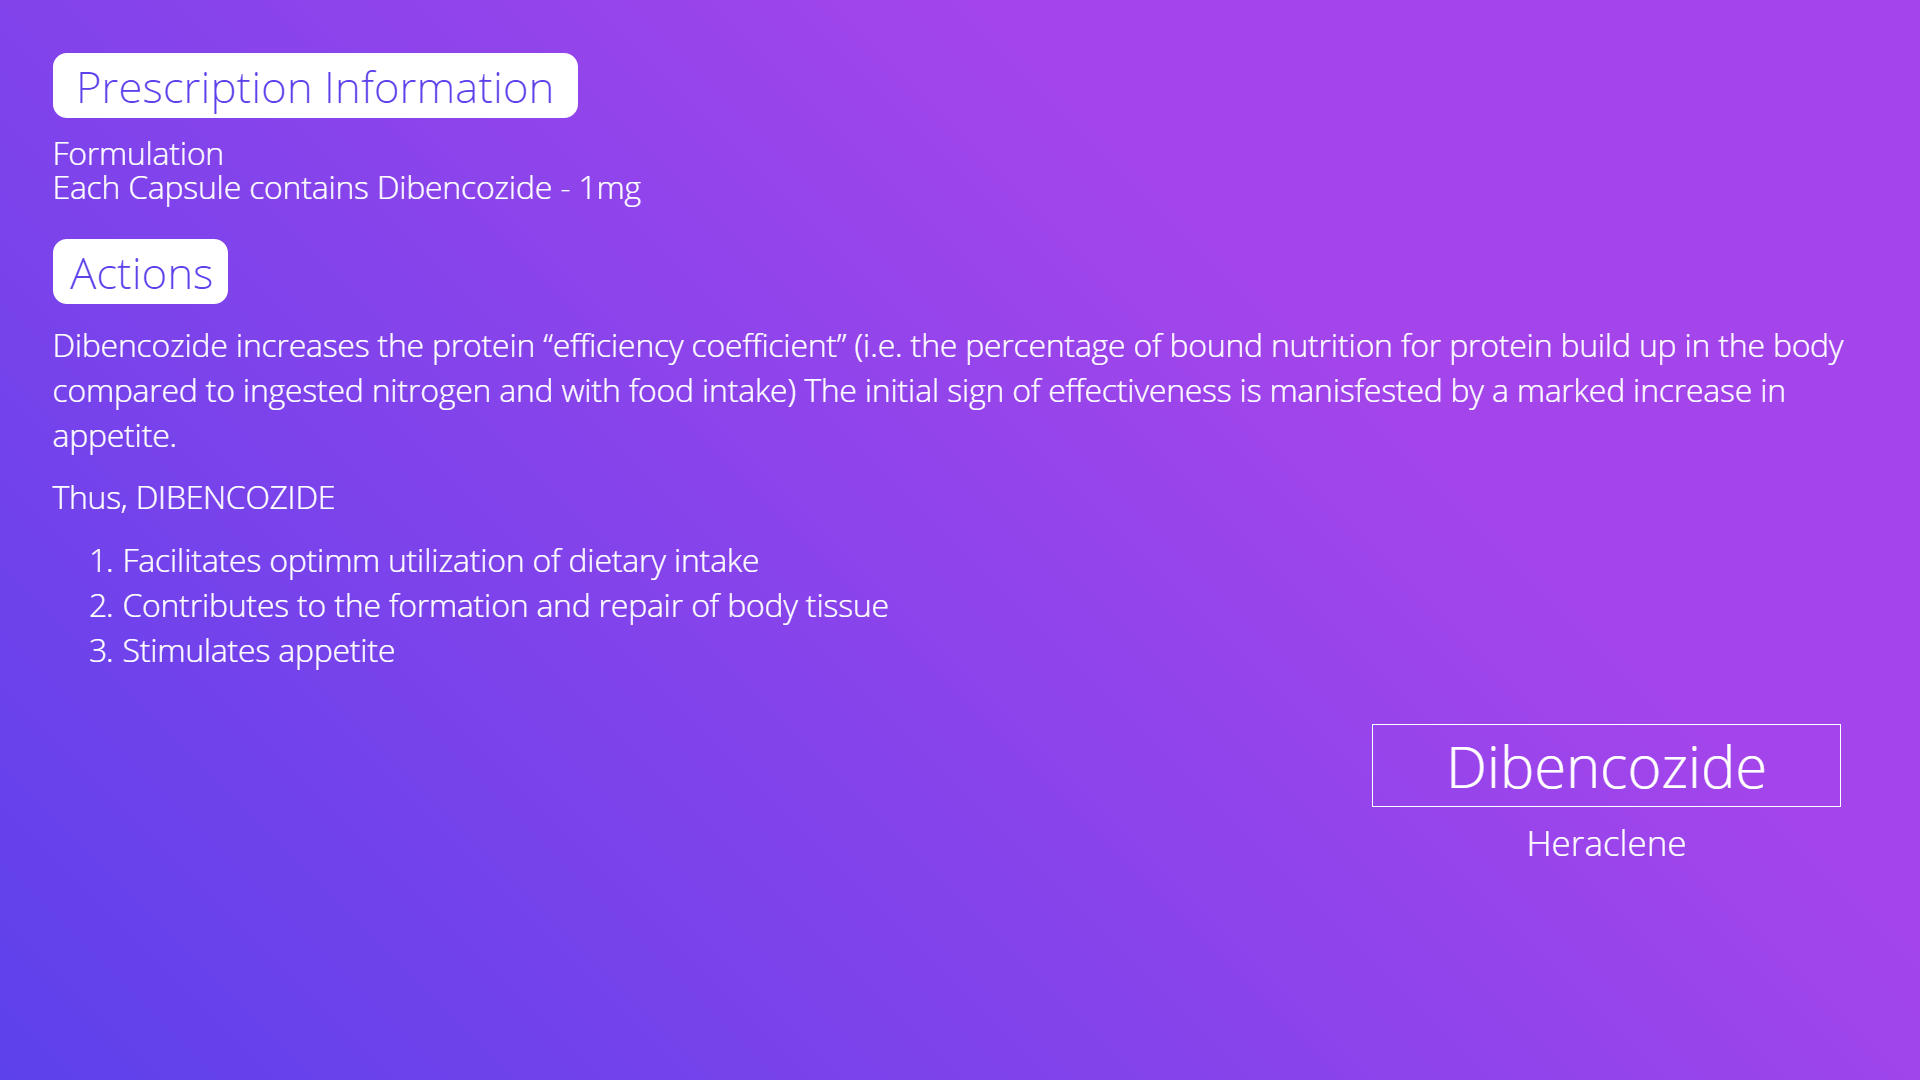 Prescription Information
Formulation
Each Capsule contains Dibencozide - 1mg
Actions
Dibencozide increases the protein “efficiency coefficient” (i.e. the percentage of bound nutrition for protein build up in the body
compared to ingested nitrogen and with food intake) The initial sign of effectiveness is manisfested by a marked increase in
appetite.
Thus, DIBENCOZIDE
1. Facilitates optimm utilization of dietary intake
2. Contributes to the formation and repair of body tissue
3. Stimulates appetite
Dibencozide
Heraclene